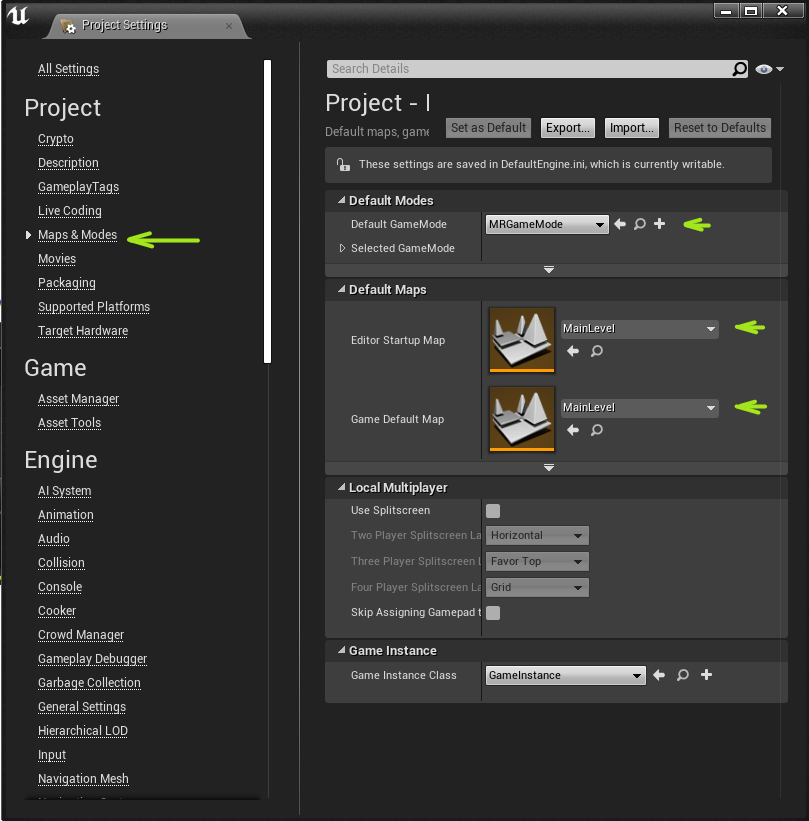 Project Settings
All Settings
Project
Crypto
Description
GameplayTags
Live Coding
Maps & Modes
Movies
Packaging
Supported Platforms
Target Hardware
Game
Asset Manager
Asset Tools
Engine
AI System
Animation
Audio
Collision
Console
Cooker
Crowd Manager
Gameplay Debugger
Garbage Collection
General Settings
Hierarchical LOD
Input
Navigation Mesh
Search Details
Project -
Default maps, game
Set as Default
Export...
Import...
Reset to Defaults
These settings are saved in DefaultEngine.ini, which is currently writable.
Default Modes
Default GameMode
MRGameMode
Selected GameMode
Default Maps
Editor Startup Map
MainLevel
Game Default Map
MainLevel
Local Multiplayer
Use Splitscreen
Two Player Splitscreen La
Horizontal
Three Player Splitscreen L
Favor Top
Four Player Splitscreen La
Grid
Skip Assigning Gamepad t
Game Instance
Game Instance Class
GameInstance